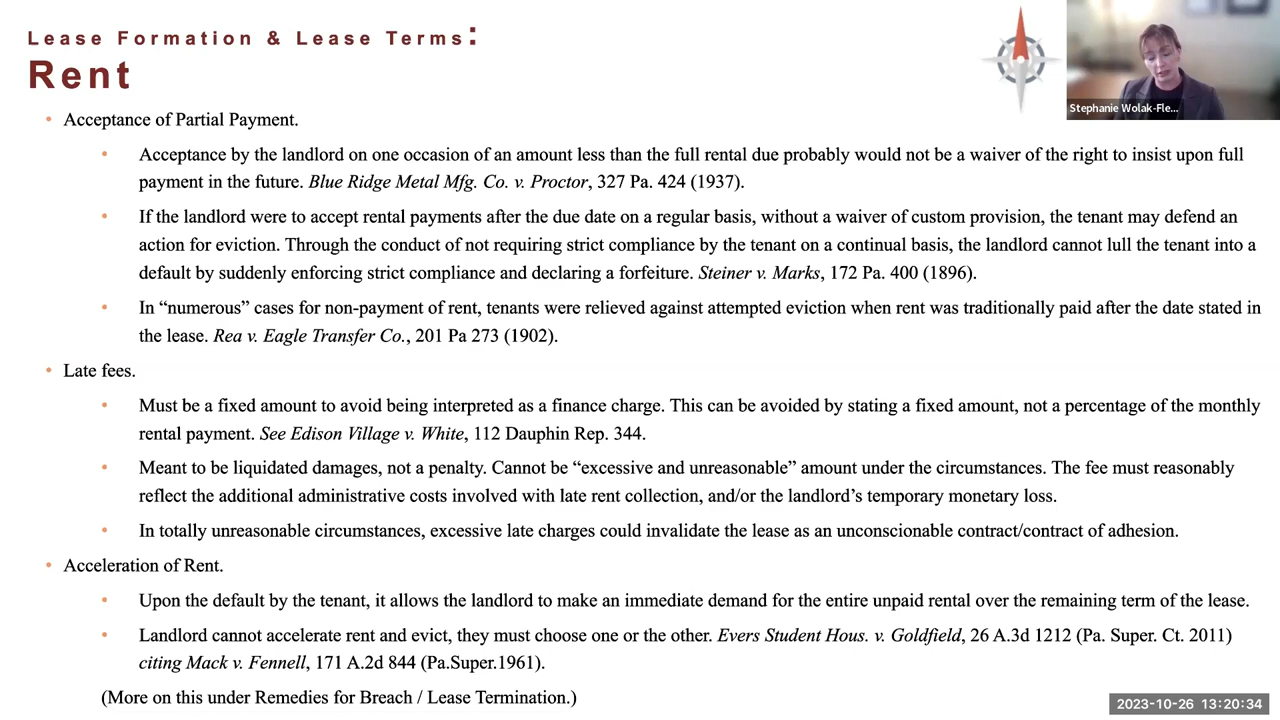 Lease Formation & Lease Terms:
Rent
Stephanie Wolak-Fle...
• Acceptance of Partial Payment.
• Acceptance by the landlord on one occasion of an amount less than the full rental due probably would not be a waiver of the right to insist upon full
payment in the future. Blue Ridge Metal Mfg. Co. v. Proctor, 327 Pa. 424 (1937).
• If the landlord were to accept rental payments after the due date on a regular basis, without a waiver of custom provision, the tenant may defend an
action for eviction. Through the conduct of not requiring strict compliance by the tenant on a continual basis, the landlord cannot lull the tenant into a
default by suddenly enforcing strict compliance and declaring a forfeiture. Steiner v. Marks, 172 Pa. 400 (1896).
• In “numerous” cases for non-payment of rent, tenants were relieved against attempted eviction when rent was traditionally paid after the date stated in
the lease. Rea v. Eagle Transfer Co., 201 Pa 273 (1902).
• Late fees.
• Must be a fixed amount to avoid being interpreted as a finance charge. This can be avoided by stating a fixed amount, not a percentage of the monthly
rental payment. See Edison Village v. White, 112 Dauphin Rep. 344.
• Meant to be liquidated damages, not a penalty. Cannot be “excessive and unreasonable” amount under the circumstances. The fee must reasonably
reflect the additional administrative costs involved with late rent collection, and/or the landlord’s temporary monetary loss.
• In totally unreasonable circumstances, excessive late charges could invalidate the lease as an unconscionable contract/contract of adhesion.
• Acceleration of Rent.
• Upon the default by the tenant, it allows the landlord to make an immediate demand for the entire unpaid rental over the remaining term of the lease.
• Landlord cannot accelerate rent and evict, they must choose one or the other. Evers Student Hous. v. Goldfield, 26 A.3d 1212 (Pa. Super. Ct. 2011)
citing Mack v. Fennell, 171 A.2d 844 (Pa.Super.1961).
(More on this under Remedies for Breach / Lease Termination.)
2023-10-26 13:20:34